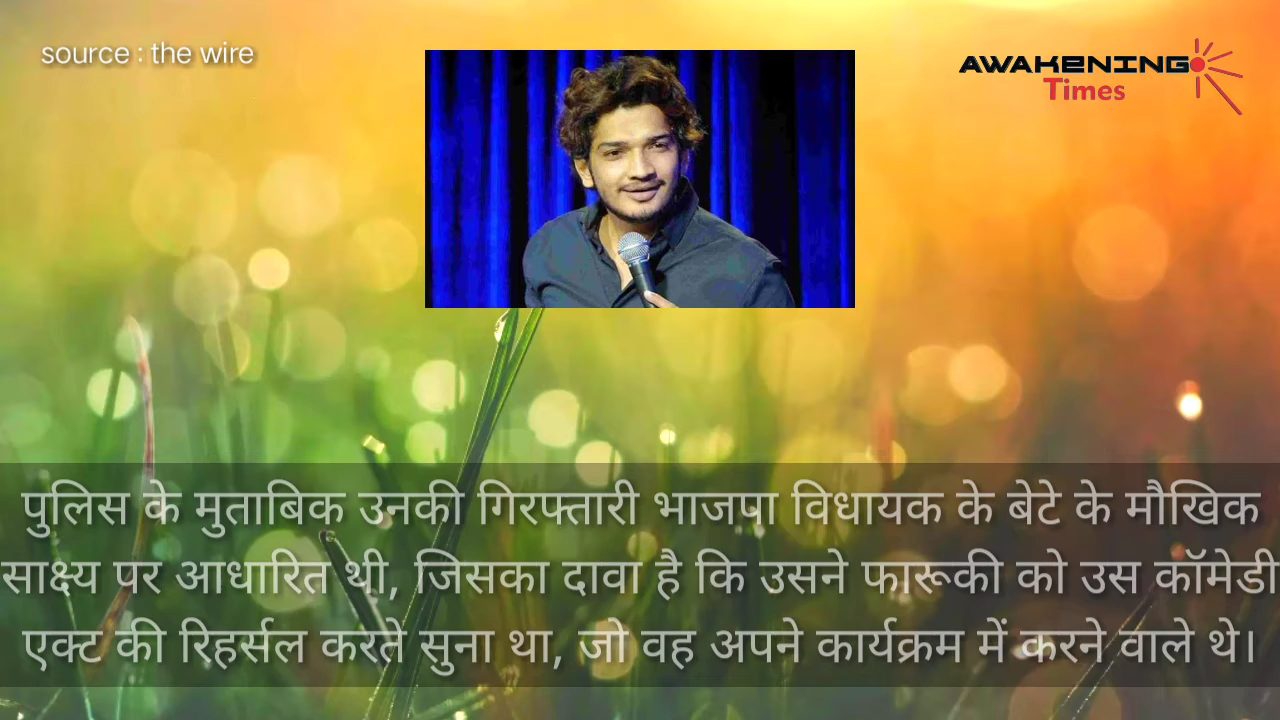 source : the wire
AWAKENING
Times
पुलिस के मुताबिक उनकी गिरफ्तारी भाजपा विधायक के बेटे के मौखिक
साक्ष्य पर आधारित थी, जिसका दावा है कि उसने फारूकी को उस कॉमेडी
एक्ट की रिहर्सल करते सुना था, जो वह अपने कार्यक्रम में करने वाले थे।